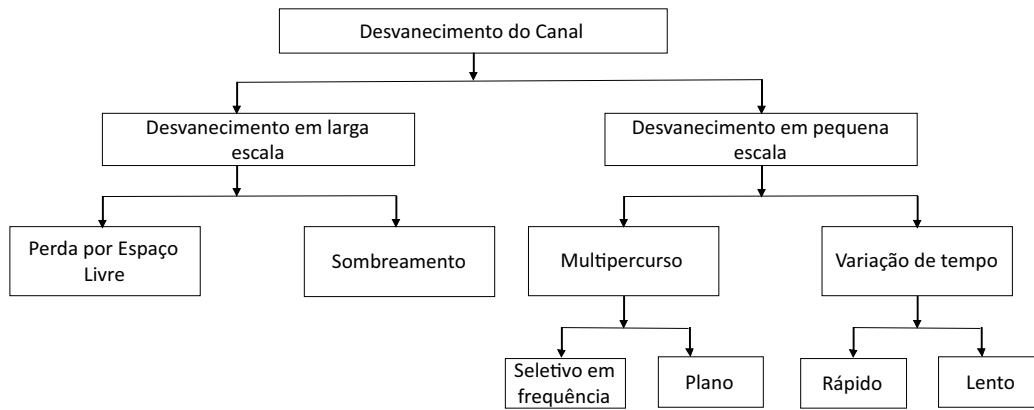 Desvanecimento do Canal
Desvanecimento em larga
escala
Desvanecimento em pequena
escala
Perda por Espaço
Livre
Sombreamento
Multipercurso
Variação de tempo
Seletivo em
frequência
Plano
Rápido
Lento